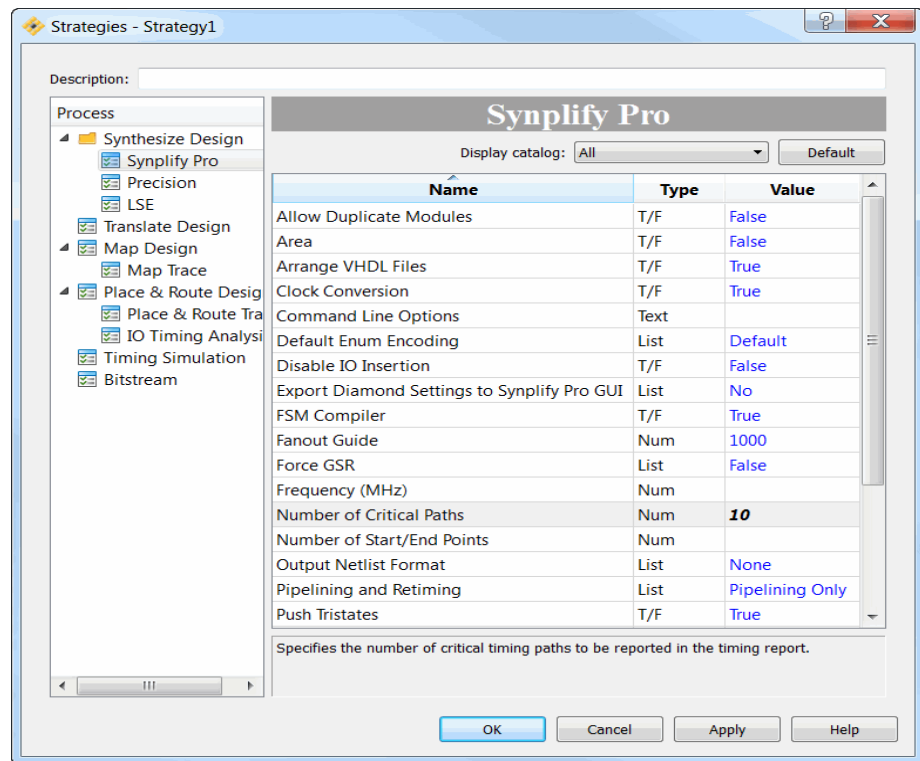 Strategies - Strategy1
Description:
Process
Synthesize Design
Synplify Pro
Precision
LSE
Translate Design
Map Design
Map Trace
Place & Route Desig
Place & Route Tra
IO Timing Analysi
Timing Simulation
Bitstream
Synplify Pro
Display catalog: All Default
Name Type Value
Allow Duplicate Modules T/F False
Area T/F False
Arrange VHDL Files T/F True
Clock Conversion T/F True
Command Line Options Text
Default Enum Encoding List Default
Disable IO Insertion T/F False
Export Diamond Settings to Synplify Pro GUI List No
FSM Compiler T/F True
Fanout Guide Num 1000
Force GSR List False
Frequency (MHz) Num
Number of Critical Paths Num 10
Number of Start/End Points Num
Output Netlist Format List None
Pipelining and Retiming List Pipelining Only
Push Tristates T/F True
Specifies the number of critical timing paths to be reported in the timing report.
OK Cancel Apply Help